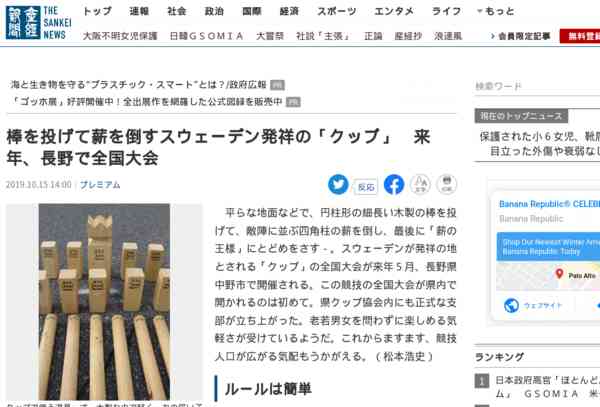 産經新聞
THE SANKEI NEWS
トップ 速報 社会 政治 国際 経済 スポーツ エンタメ ライフ もっと
大阪不明女児保護 日韓ＧＳＯＭＩＡ 大嘗祭 社説「主張」 正論 産経抄 浪速風
会員限定記事
無料登録
海と生き物を守る“プラスチック・スマート”とは？/政府広報 PR
「ゴッホ展」好評開催中！全出展作を網羅した公式図録を販売中 PR
検索ワード
現在のトップニュース
保護された小６女児、靴
目立った外傷や衰弱なし
棒を投げて薪を倒すスウェーデン発祥の「クッブ」　来
年、長野で全国大会
2019.10.15 14:00 プレミアム
反応
文字
印刷
平らな地面などで、円柱形の細長い木製の棒を投
げて、敵陣に並ぶ四角柱の薪を倒し、最後に「薪の
王様」にとどめをさす－。スウェーデンが発祥の地
とされる「クッブ」の全国大会が来年５月、長野県
中野市で開催される。この競技の全国大会が県内で
開かれるのは初めて。県クッブ協会内にも正式な支
部が立ち上がった。老若男女を問わずに楽しめる気
軽さが受けているようだ。これからますます、競技
人口が広がる気配もうかがえる。（松本浩史）
ルールは簡単
Banana Republic® CELEB
Banana Republic
Shop Our Newest Winter Arri
Banana Republic Today
Palo Alto
ウェブサイト
ランキング
1 日本政府高官「ほとんど
ム」　ＧＳＯＭＩＡ　米